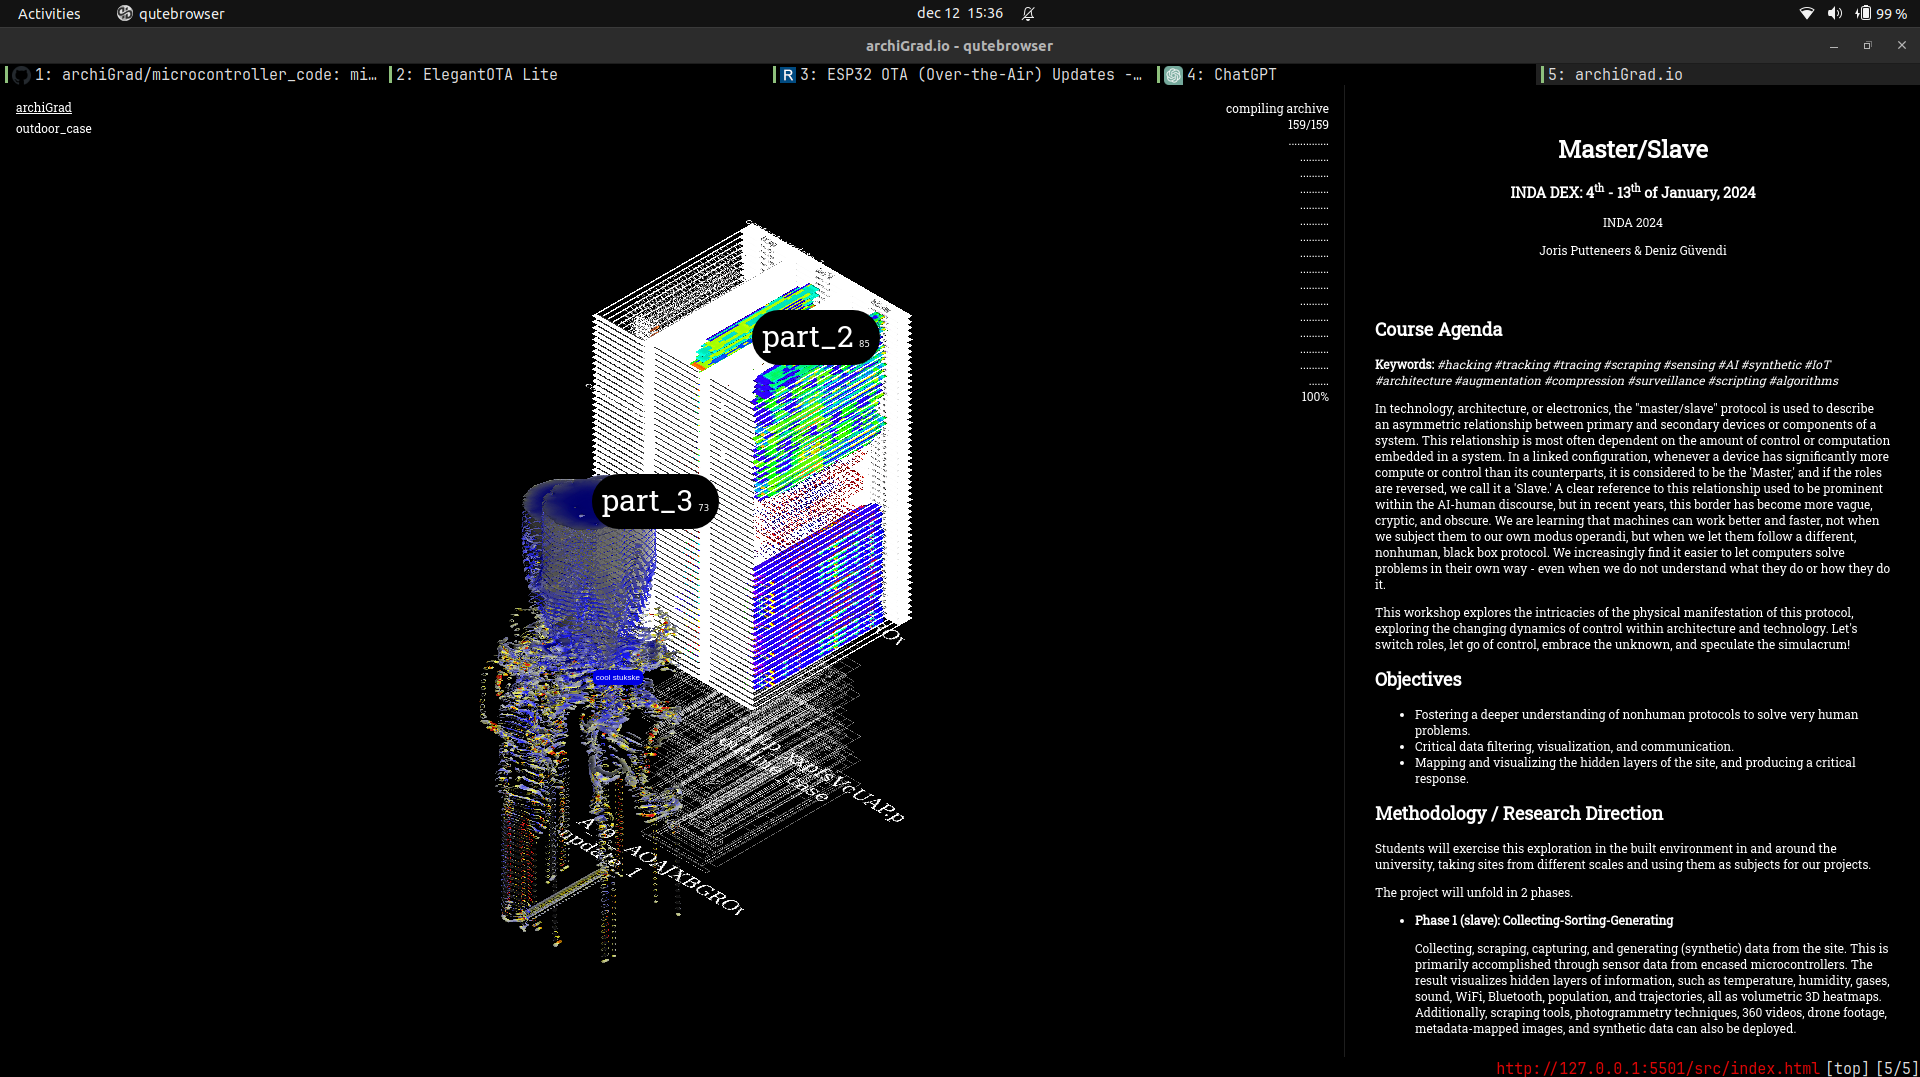 Activities
qutebrowser
dec 12 15:36
99 %
archiGrad.io - qutebrowser
1: archiGrad/microcontroller_code: mi…
2: ElegantOTA Lite
3: ESP32 OTA (Over-the-Air) Updates -…
4: ChatGPT
5: archiGrad.io
archiGrad
outdoor_case
compiling archive
159/159
100%
part_2 85
part_3 73
cool stukske
case
A_9
update_1
Master/Slave
INDA DEX: 4th - 13th of January, 2024
INDA 2024
Joris Putteneers & Deniz Güvendi
Course Agenda
Keywords: #hacking #tracking #tracing #scraping #sensing #AI #synthetic #IoT
#architecture #augmentation #compression #surveillance #scripting #algorithms
In technology, architecture, or electronics, the "master/slave" protocol is used to describe
an asymmetric relationship between primary and secondary devices or components of a
system. This relationship is most often dependent on the amount of control or computation
embedded in a system. In a linked configuration, whenever a device has significantly more
compute or control than its counterparts, it is considered to be the 'Master,' and if the roles
are reversed, we call it a 'Slave.' A clear reference to this relationship used to be prominent
within the AI-human discourse, but in recent years, this border has become more vague,
cryptic, and obscure. We are learning that machines can work better and faster, not when
we subject them to our own modus operandi, but when we let them follow a different,
nonhuman, black box protocol. We increasingly find it easier to let computers solve
problems in their own way - even when we do not understand what they do or how they do
it.
This workshop explores the intricacies of the physical manifestation of this protocol,
exploring the changing dynamics of control within architecture and technology. Let's
switch roles, let go of control, embrace the unknown, and speculate the simulacrum!
Objectives
• Fostering a deeper understanding of nonhuman protocols to solve very human
problems.
• Critical data filtering, visualization, and communication.
• Mapping and visualizing the hidden layers of the site, and producing a critical
response.
Methodology / Research Direction
Students will exercise this exploration in the built environment in and around the
university, taking sites from different scales and using them as subjects for our projects.
The project will unfold in 2 phases.
• Phase 1 (slave): Collecting-Sorting-Generating
Collecting, scraping, capturing, and generating (synthetic) data from the site. This is
primarily accomplished through sensor data from encased microcontrollers. The
result visualizes hidden layers of information, such as temperature, humidity, gases,
sound, WiFi, Bluetooth, population, and trajectories, all as volumetric 3D heatmaps.
Additionally, scraping tools, photogrammetry techniques, 360 videos, drone footage,
metadata-mapped images, and synthetic data can also be deployed.
http://127.0.0.1:5501/src/index.html [top] [5/5]